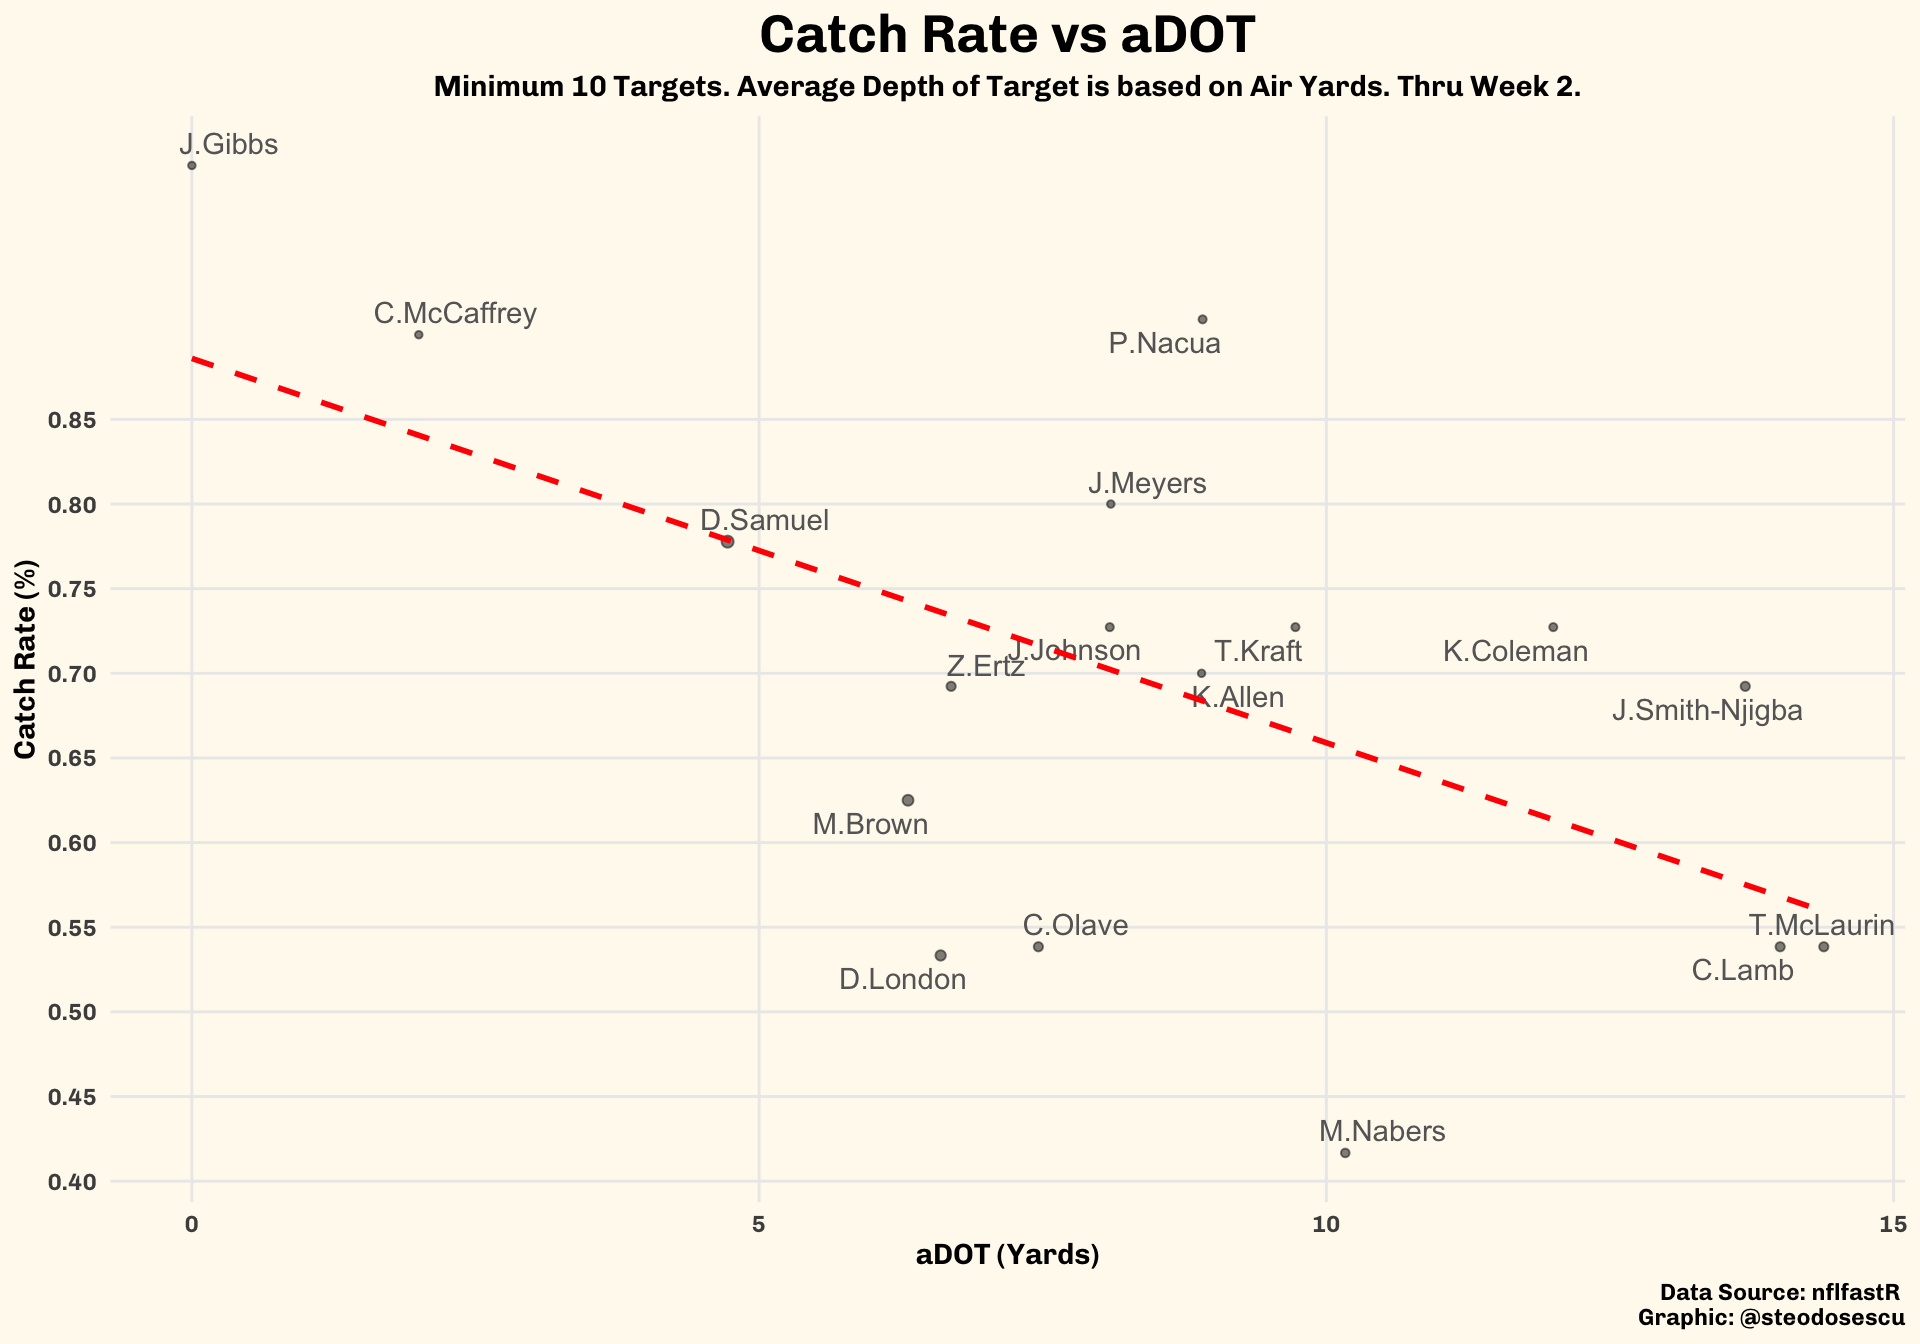 Catch Rate vs aDOT
Minimum 10 Targets. Average Depth of Target is based on Air Yards. Thru Week 2.
J.Gibbs
C.McCaffrey
P.Nacua
J.Meyers
D.Samuel
J.Johnson
T.Kraft
K.Coleman
Z.Ertz
K.Allen
J.Smith-Njigba
M.Brown
C.Olave
T.McLaurin
D.London
C.Lamb
M.Nabers
Catch Rate (%)
0.85
0.80
0.75
0.70
0.65
0.60
0.55
0.50
0.45
0.40
0
5
10
15
aDOT (Yards)
Data Source: nflfastR
Graphic: @steodosescu